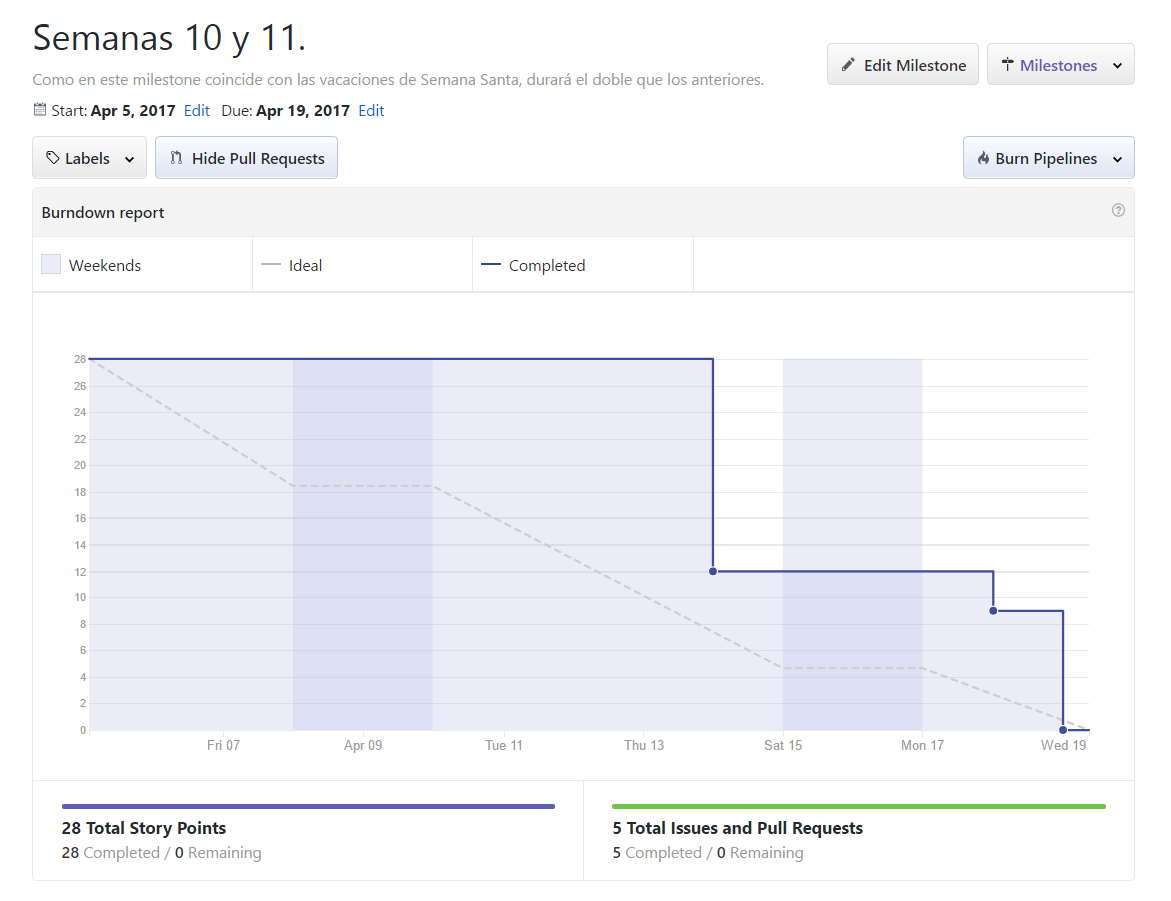 Semanas 10 y 11.
Como en este milestone coincide con las vacaciones de Semana Santa, durará el doble que los anteriores.
Start: Apr 5, 2017 Edit Due: Apr 19, 2017 Edit
Edit Milestone
Milestones
Labels
Hide Pull Requests
Burn Pipelines
Burndown report
?
Weekends
Ideal
Completed
28
26
24
22
20
18
16
14
12
10
8
6
4
2
0
Fri 07
Apr 09
Tue 11
Thu 13
Sat 15
Mon 17
Wed 19
28 Total Story Points
28 Completed / 0 Remaining
5 Total Issues and Pull Requests
5 Completed / 0 Remaining